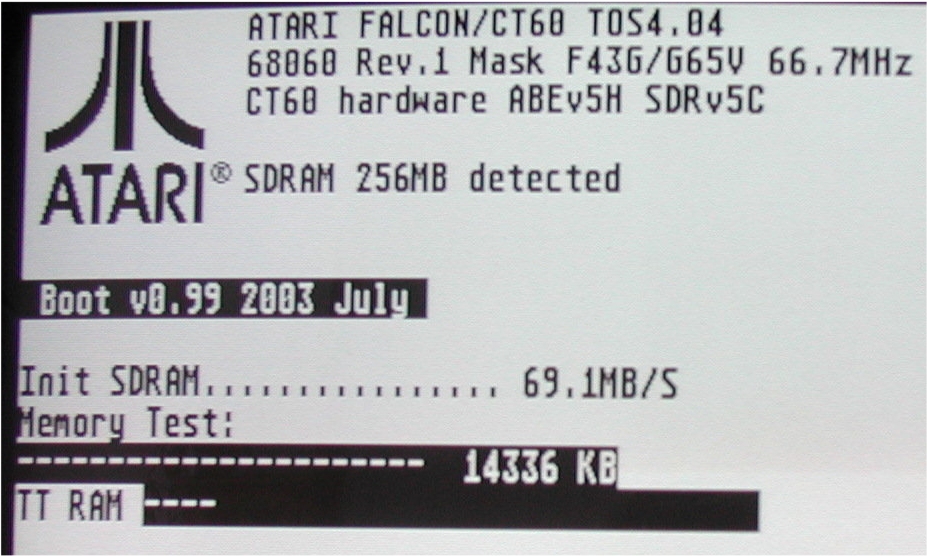 ATARI FALCON/CT60 TOS4.04
68060 Rev.1 Mask F43G/G65V 66.7MHz
CT60 hardware ABEv5H SDRv5C
ATARI® SDRAM 256MB detected
Boot v0.99 2003 July
Init SDRAM................ 69.1MB/S
Memory Test:
---------------------- 14336 KB
TT RAM ----